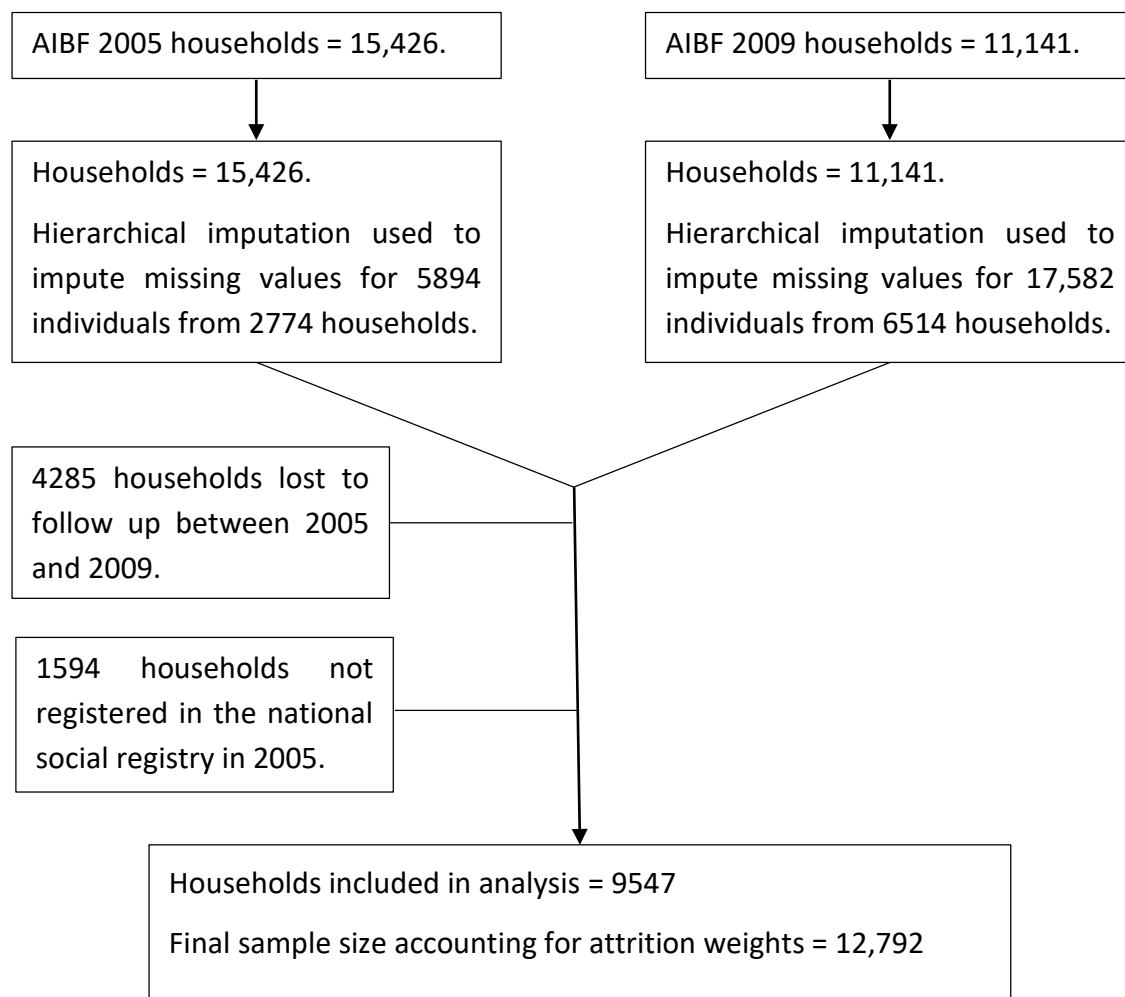 AIBF 2005 households = 15,426.
AIBF 2009 households = 11,141.
Households = 15,426.
Hierarchical imputation used to
impute missing values for 5894
individuals from 2774 households.
Households = 11,141.
Hierarchical imputation used to
impute missing values for 17,582
individuals from 6514 households.
4285 households lost to
follow up between 2005
and 2009.
1594 households not
registered in the national
social registry in 2005.
Households included in analysis = 9547
Final sample size accounting for attrition weights = 12,792